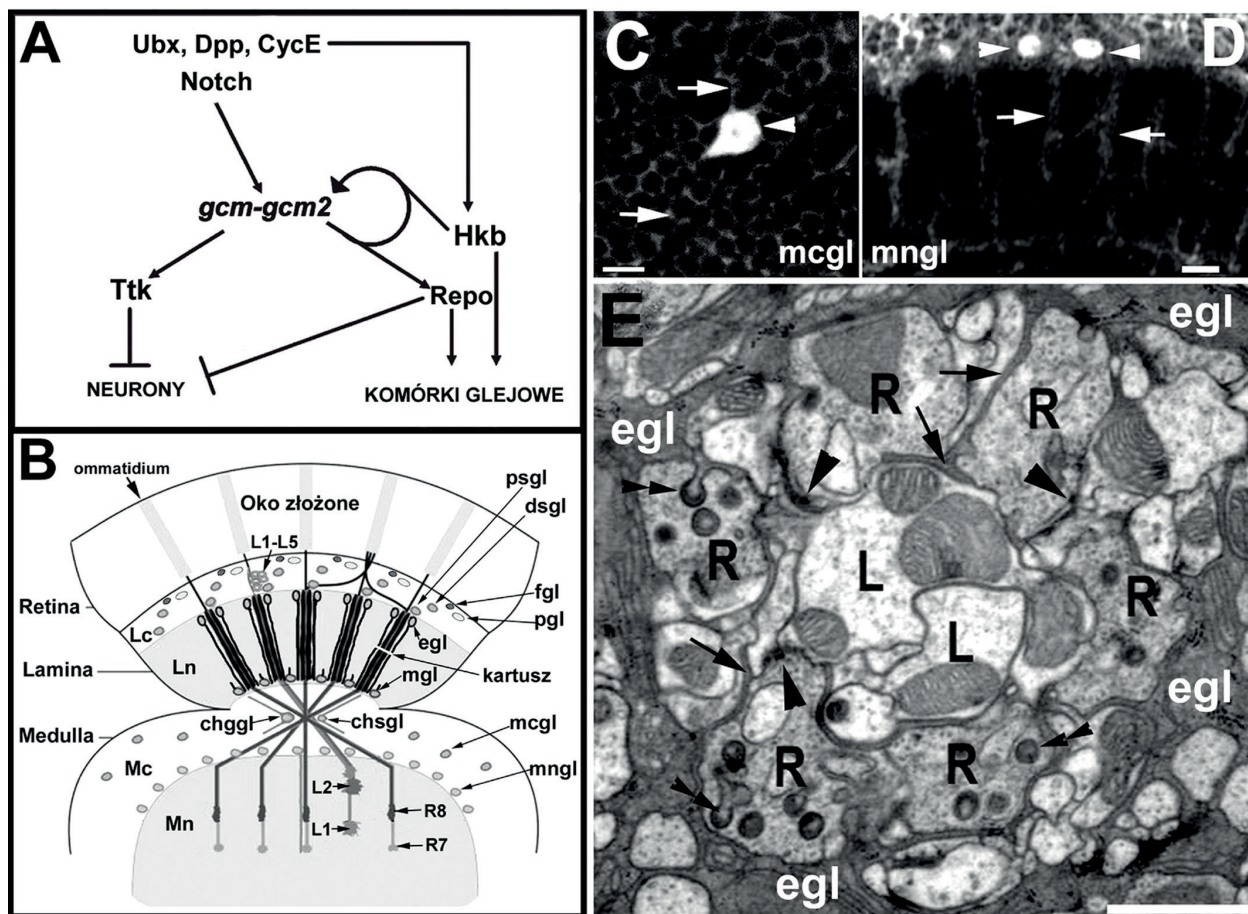 A
Ubx, Dpp, CycE
Notch
gcm-gcm2
Hkb
Ttk
Repo
NEURONY
KOMÓRKI GLEJOWE
B
ommatidium
Oko złożone
psgl
dsgl
L1-L5
fgl
pgl
Retina
Lc
egl
Lamina
Ln
kartusz
mgl
chggl
chsgl
Medulla
mcgl
Mc
mngl
L2
Mn
R8
L1
R7
C
mcgl
D
mngl
E
egl
R
R
egl
R
L
R
L
egl
R
R
egl